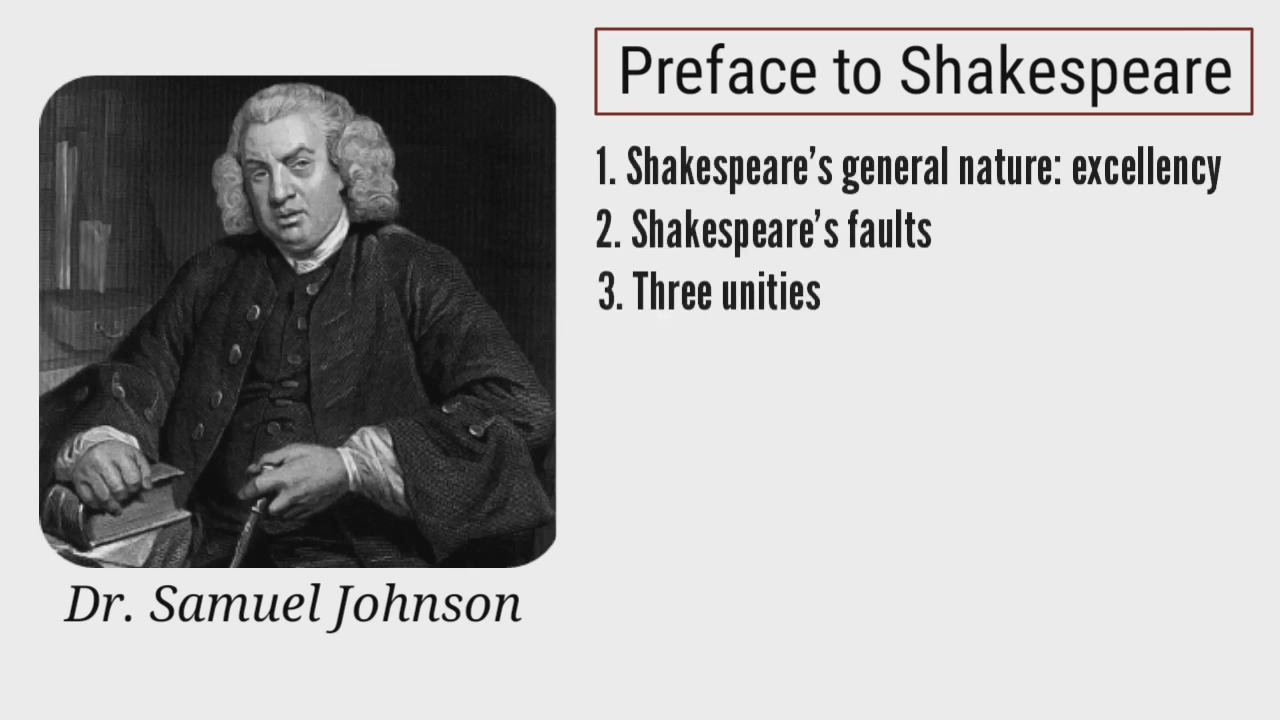 Preface to Shakespeare
1. Shakespeare’s general nature: excellency
2. Shakespeare’s faults
3. Three unities
Dr. Samuel Johnson